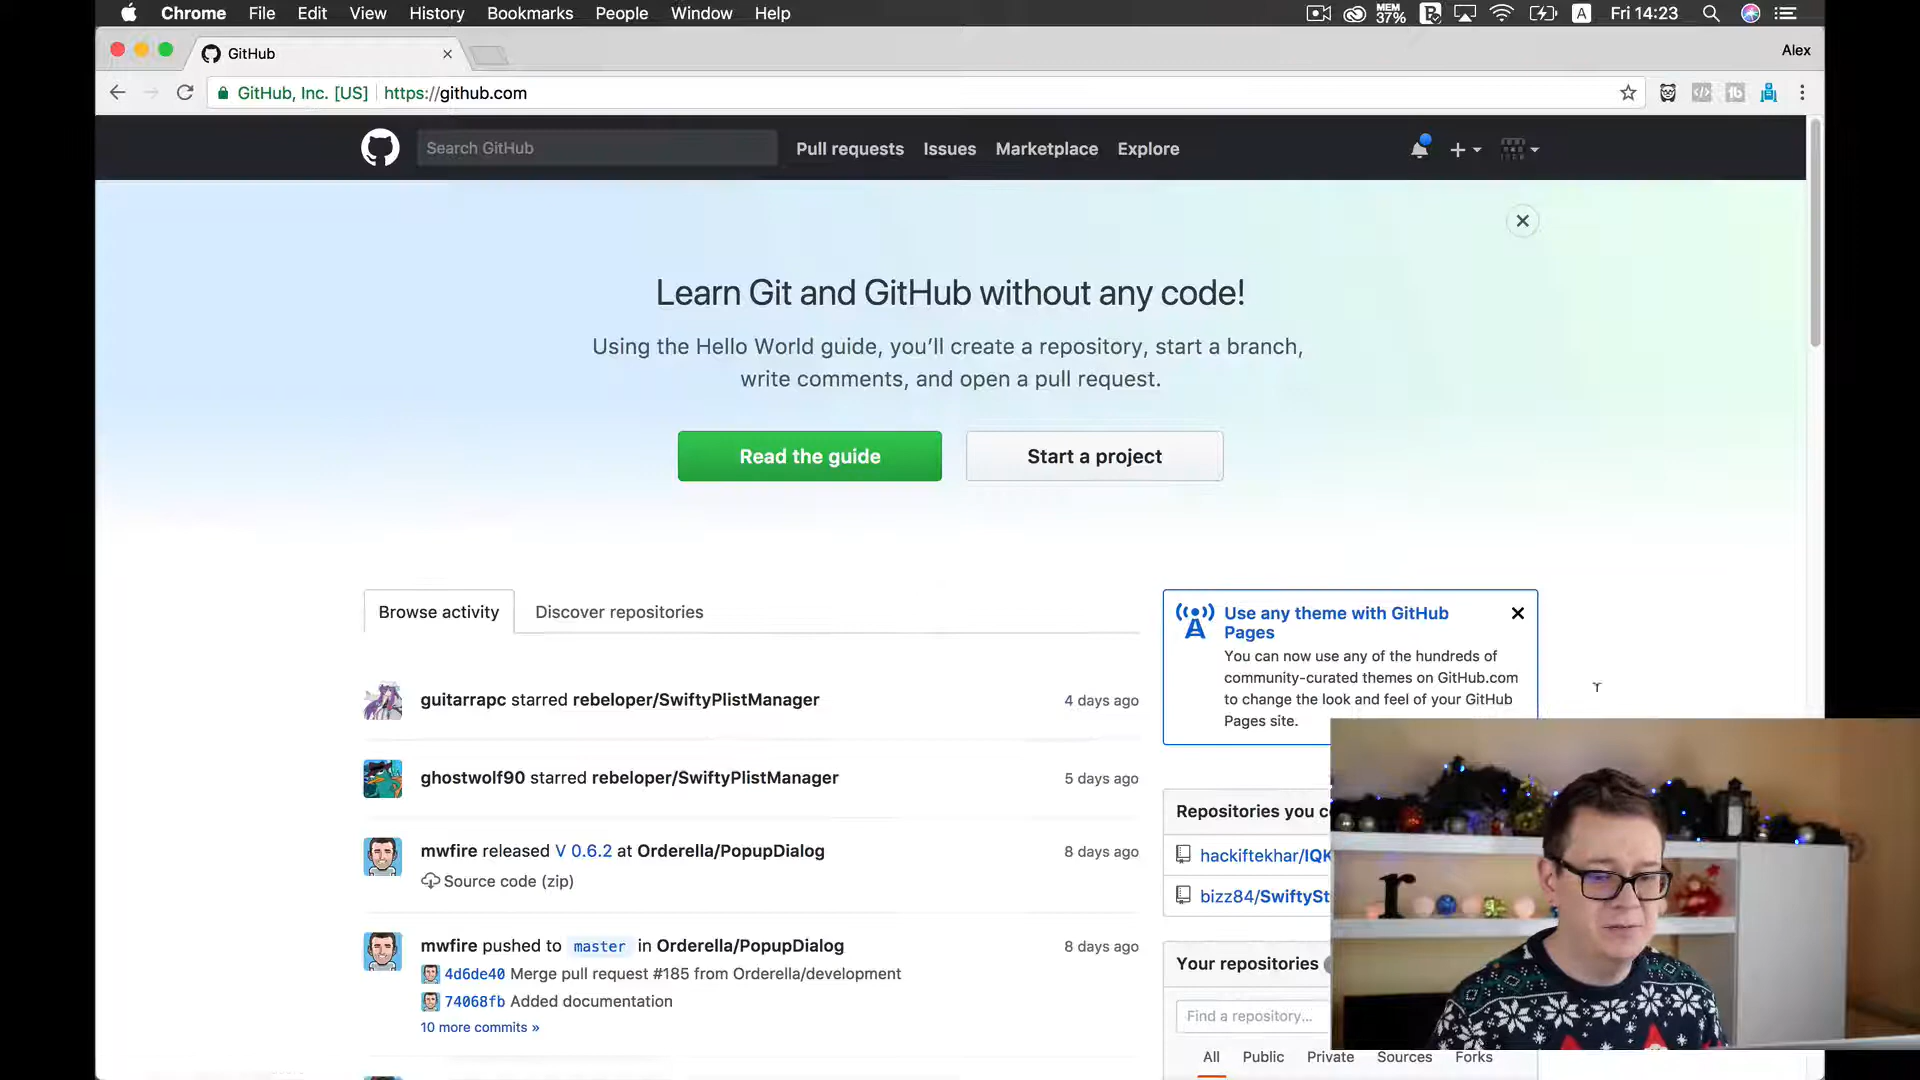 Chrome File Edit View History Bookmarks People Window Help MEM 37% A Fri 14:23
GitHub Alex
GitHub, Inc. [US] https://github.com
Search GitHub Pull requests Issues Marketplace Explore
Learn Git and GitHub without any code!
Using the Hello World guide, you’ll create a repository, start a branch,
write comments, and open a pull request.
Read the guide Start a project
Browse activity Discover repositories
Use any theme with GitHub
Pages
You can now use any of the hundreds of
community-curated themes on GitHub.com
to change the look and feel of your GitHub
Pages site.
guitarrapc starred rebeloper/SwiftyPlistManager 4 days ago
ghostwolf90 starred rebeloper/SwiftyPlistManager 5 days ago
mwfire released V 0.6.2 at Orderella/PopupDialog 8 days ago
Source code (zip)
mwfire pushed to master in Orderella/PopupDialog 8 days ago
4d6de40 Merge pull request #185 from Orderella/development
74068fb Added documentation
10 more commits »
Repositories you c
hackiftekhar/IQK
bizz84/SwiftySt
Your repositories
Find a repository...
All Public Private Sources Forks
r